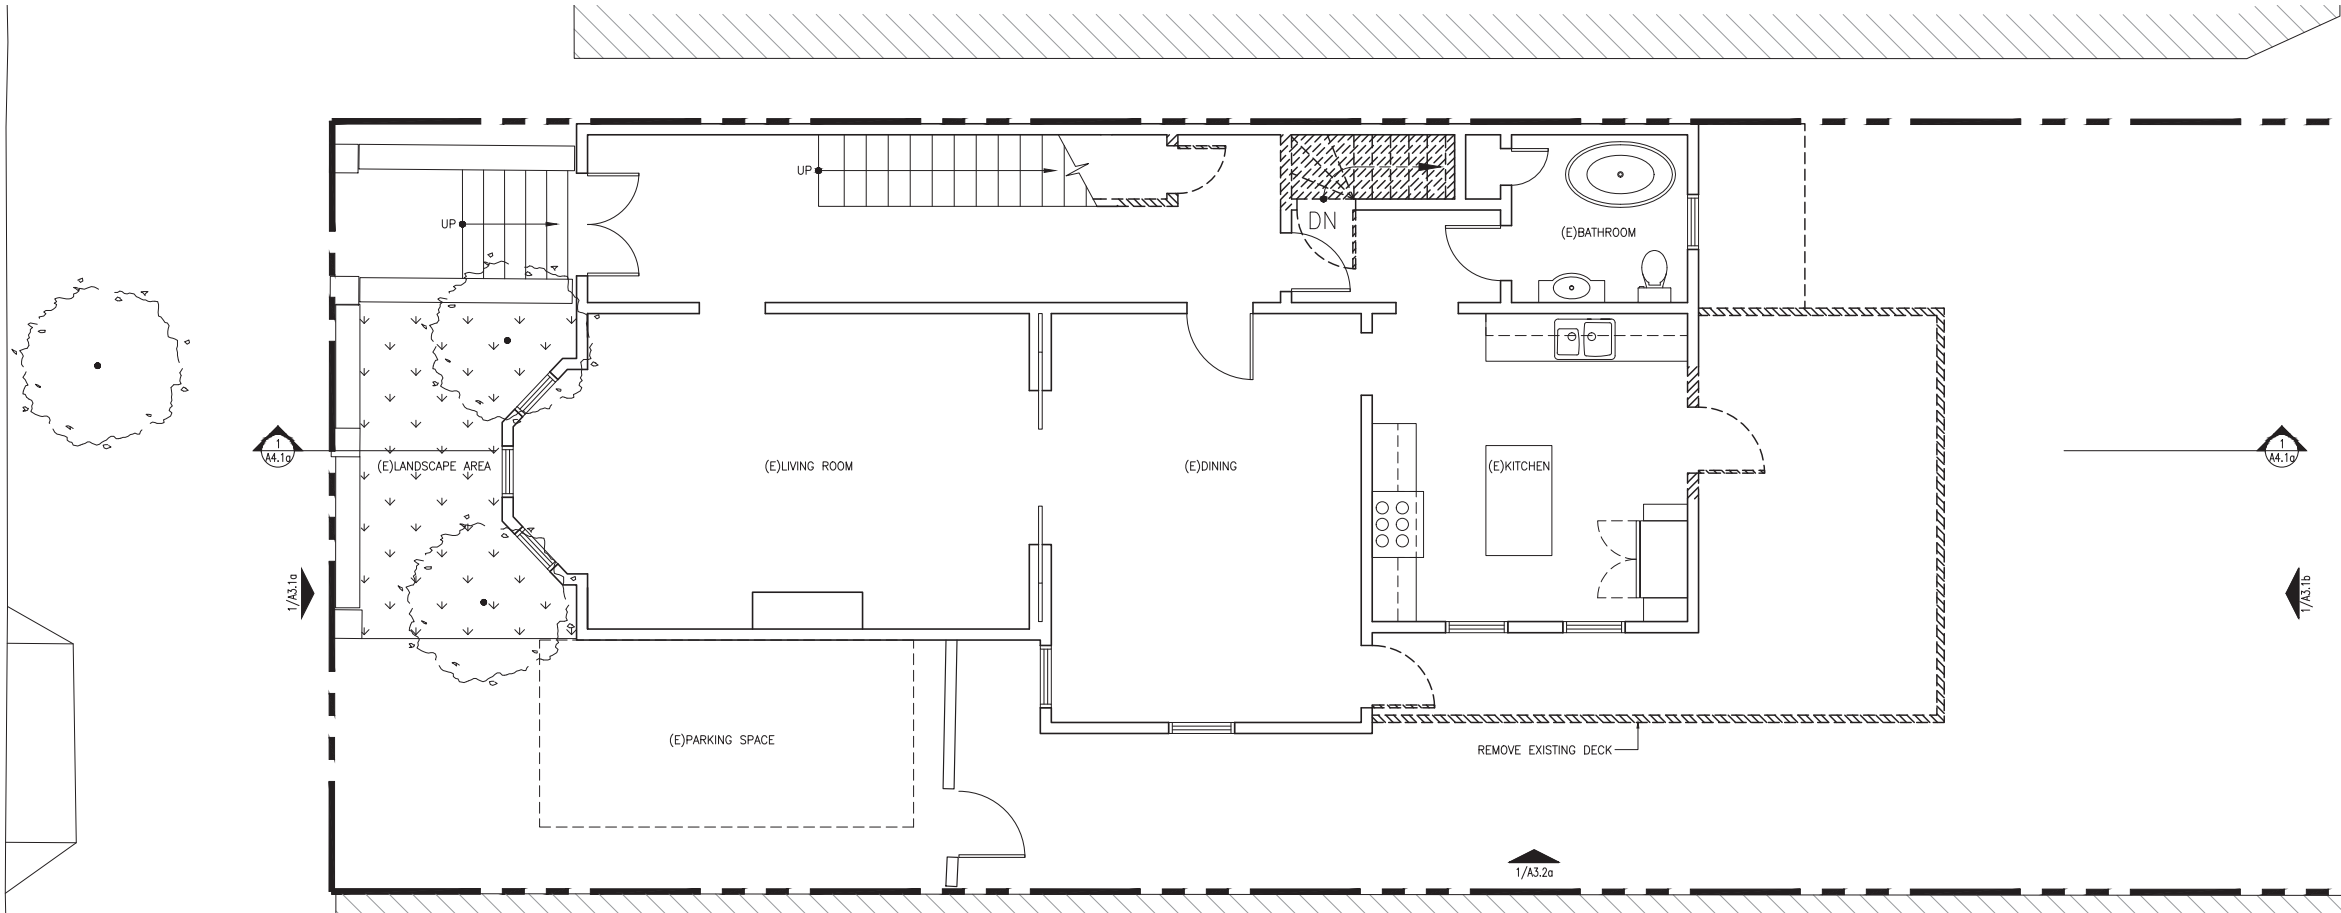 UP
UP
DN
(E)BATHROOM
1
A4.1a
(E)LANDSCAPE AREA
(E)LIVING ROOM
(E)DINING
(E)KITCHEN
1
A4.1a
1/A3.1a
1/A3.1b
(E)PARKING SPACE
REMOVE EXISTING DECK
1/A3.2a